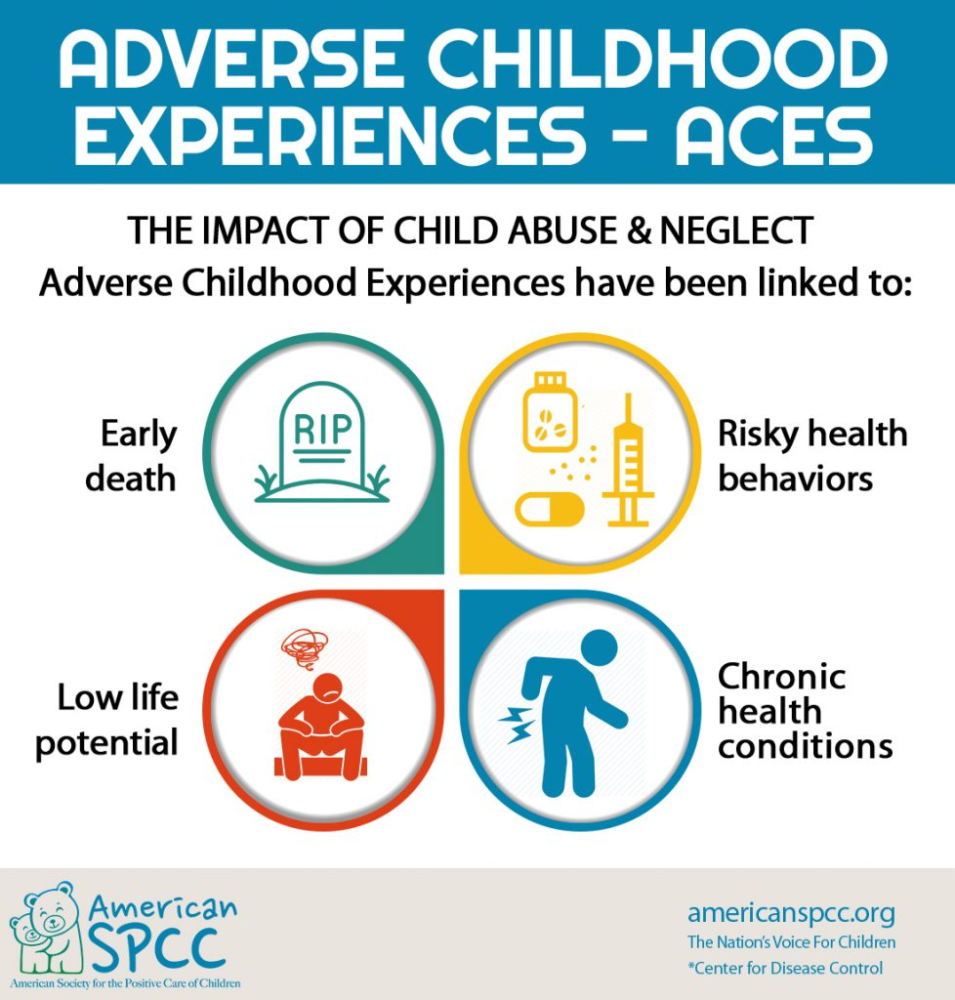 ADVERSE CHILDHOOD
EXPERIENCES - ACES
THE IMPACT OF CHILD ABUSE & NEGLECT
Adverse Childhood Experiences have been linked to:
Early
death
RIP
Risky health
behaviors
Low life
potential
Chronic
health
conditions
American
SPCC
American Society for the Positive Care of Children
americanspcc.org
The Nation's Voice For Children
*Center for Disease Control